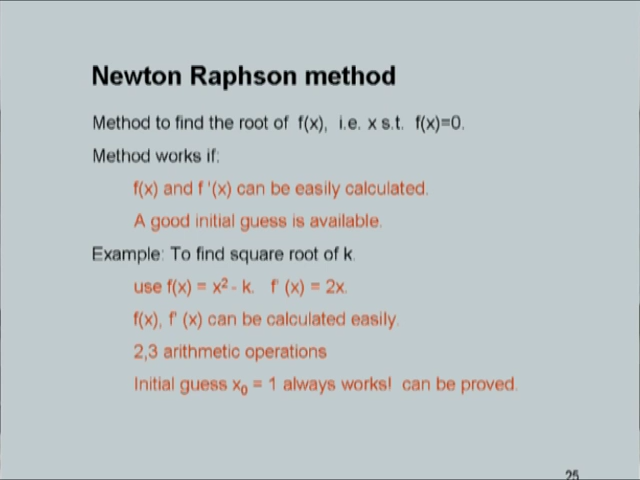 Newton Raphson method
Method to find the root of f(x), i.e. x s.t. f(x)=0.
Method works if:
f(x) and f '(x) can be easily calculated.
A good initial guess is available.
Example: To find square root of k.
use f(x) = x² - k. f' (x) = 2x.
f(x), f' (x) can be calculated easily.
2,3 arithmetic operations
Initial guess x₀ = 1 always works! can be proved.
25